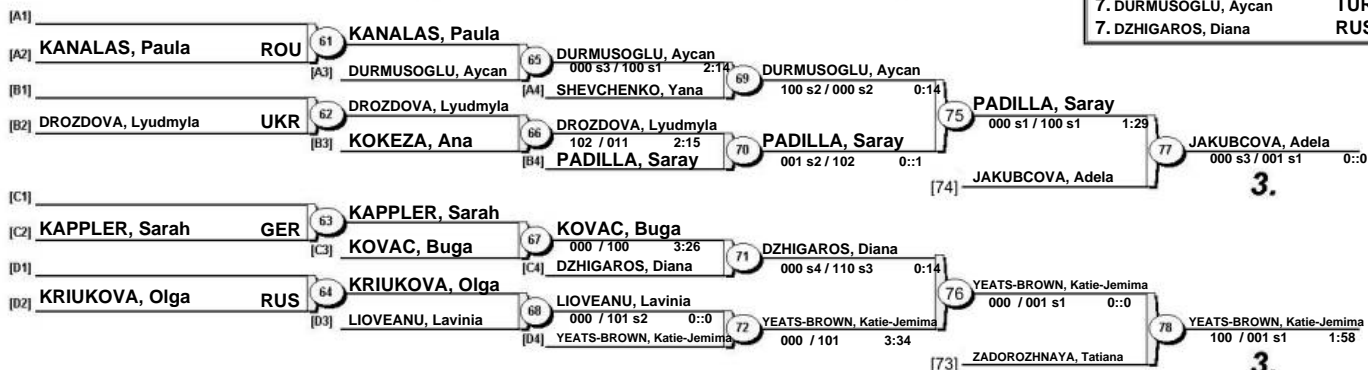 7. DURMUSOGLU, Aycan TUR
7. DZHIGAROS, Diana RUS
[A1]
[A2] KANALAS, Paula ROU
61
KANALAS, Paula
[A3] DURMUSOGLU, Aycan
65
DURMUSOGLU, Aycan
000 s3 / 100 s1 2:14
[A4] SHEVCHENKO, Yana
69
DURMUSOGLU, Aycan
100 s2 / 000 s2 0:14
[B1]
[B2] DROZDOVA, Lyudmyla UKR
62
DROZDOVA, Lyudmyla
[B3] KOKEZA, Ana
66
DROZDOVA, Lyudmyla
102 / 011 2:15
[B4] PADILLA, Saray
70
PADILLA, Saray
001 s2 / 102 0::1
75
PADILLA, Saray
000 s1 / 100 s1 1:29
[74] JAKUBCOVA, Adela
77
JAKUBCOVA, Adela
000 s3 / 001 s1 0::0
3.
[C1]
[C2] KAPPLER, Sarah GER
63
KAPPLER, Sarah
[C3] KOVAC, Buga
67
KOVAC, Buga
000 / 100 3:26
[C4] DZHIGAROS, Diana
71
DZHIGAROS, Diana
000 s4 / 110 s3 0:14
[D1]
[D2] KRIUKOVA, Olga RUS
64
KRIUKOVA, Olga
[D3] LIOVEANU, Lavinia
68
LIOVEANU, Lavinia
000 / 101 s2 0::0
[D4] YEATS-BROWN, Katie-Jemima
72
YEATS-BROWN, Katie-Jemima
000 / 101 3:34
76
YEATS-BROWN, Katie-Jemima
000 / 001 s1 0::0
[73] ZADOROZHNAYA, Tatiana
78
YEATS-BROWN, Katie-Jemima
100 / 001 s1 1:58
3.